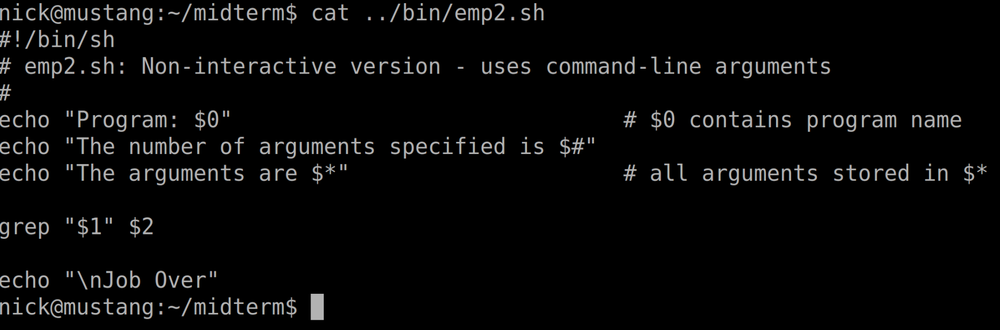 nick@mustang:~/midterm$ cat ../bin/emp2.sh
#!/bin/sh
# emp2.sh: Non-interactive version - uses command-line arguments
#
echo "Program: $0"                              # $0 contains program name
echo "The number of arguments specified is $#"
echo "The arguments are $*"                     # all arguments stored in $*

grep "$1" $2

echo "\nJob Over"
nick@mustang:~/midterm$